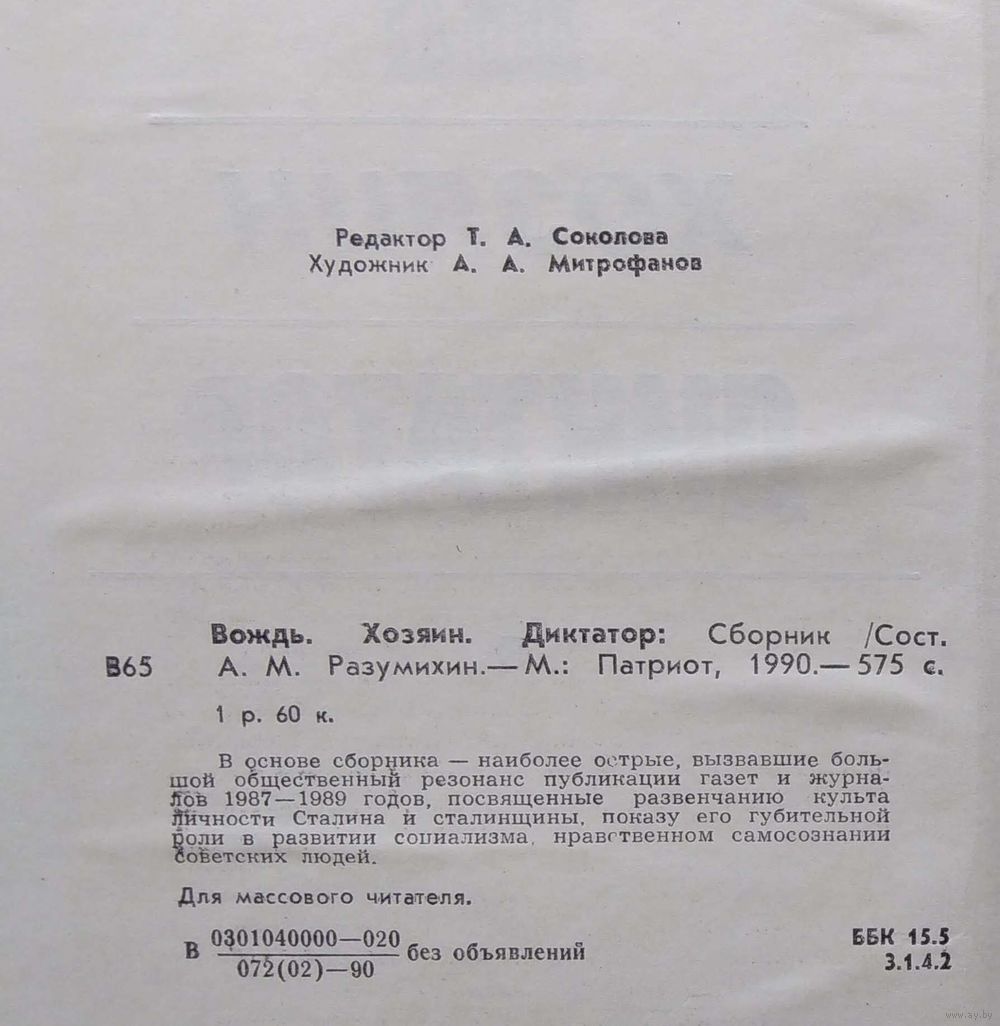 Редактор Т. А. Соколова
Художник А. А. Митрофанов
Вождь. Хозяин. Диктатор: Сборник /Сост.
В65 А. М. Разумихин.— М.: Патриот, 1990.— 575 с.
1 р. 60 к.
В основе сборника — наиболее острые, вызвавшие боль-
шой общественный резонанс публикации газет и журна-
лов 1987—1989 годов, посвященные развенчанию культа
личности Сталина и сталинщины, показу его губительной
роли в развитии социализма, нравственном самосознании
советских людей.
Для массового читателя.
В 0301040000—020 без объявлений
072(02)—90
ББК 15.5
3.1.4.2
www.ay.by